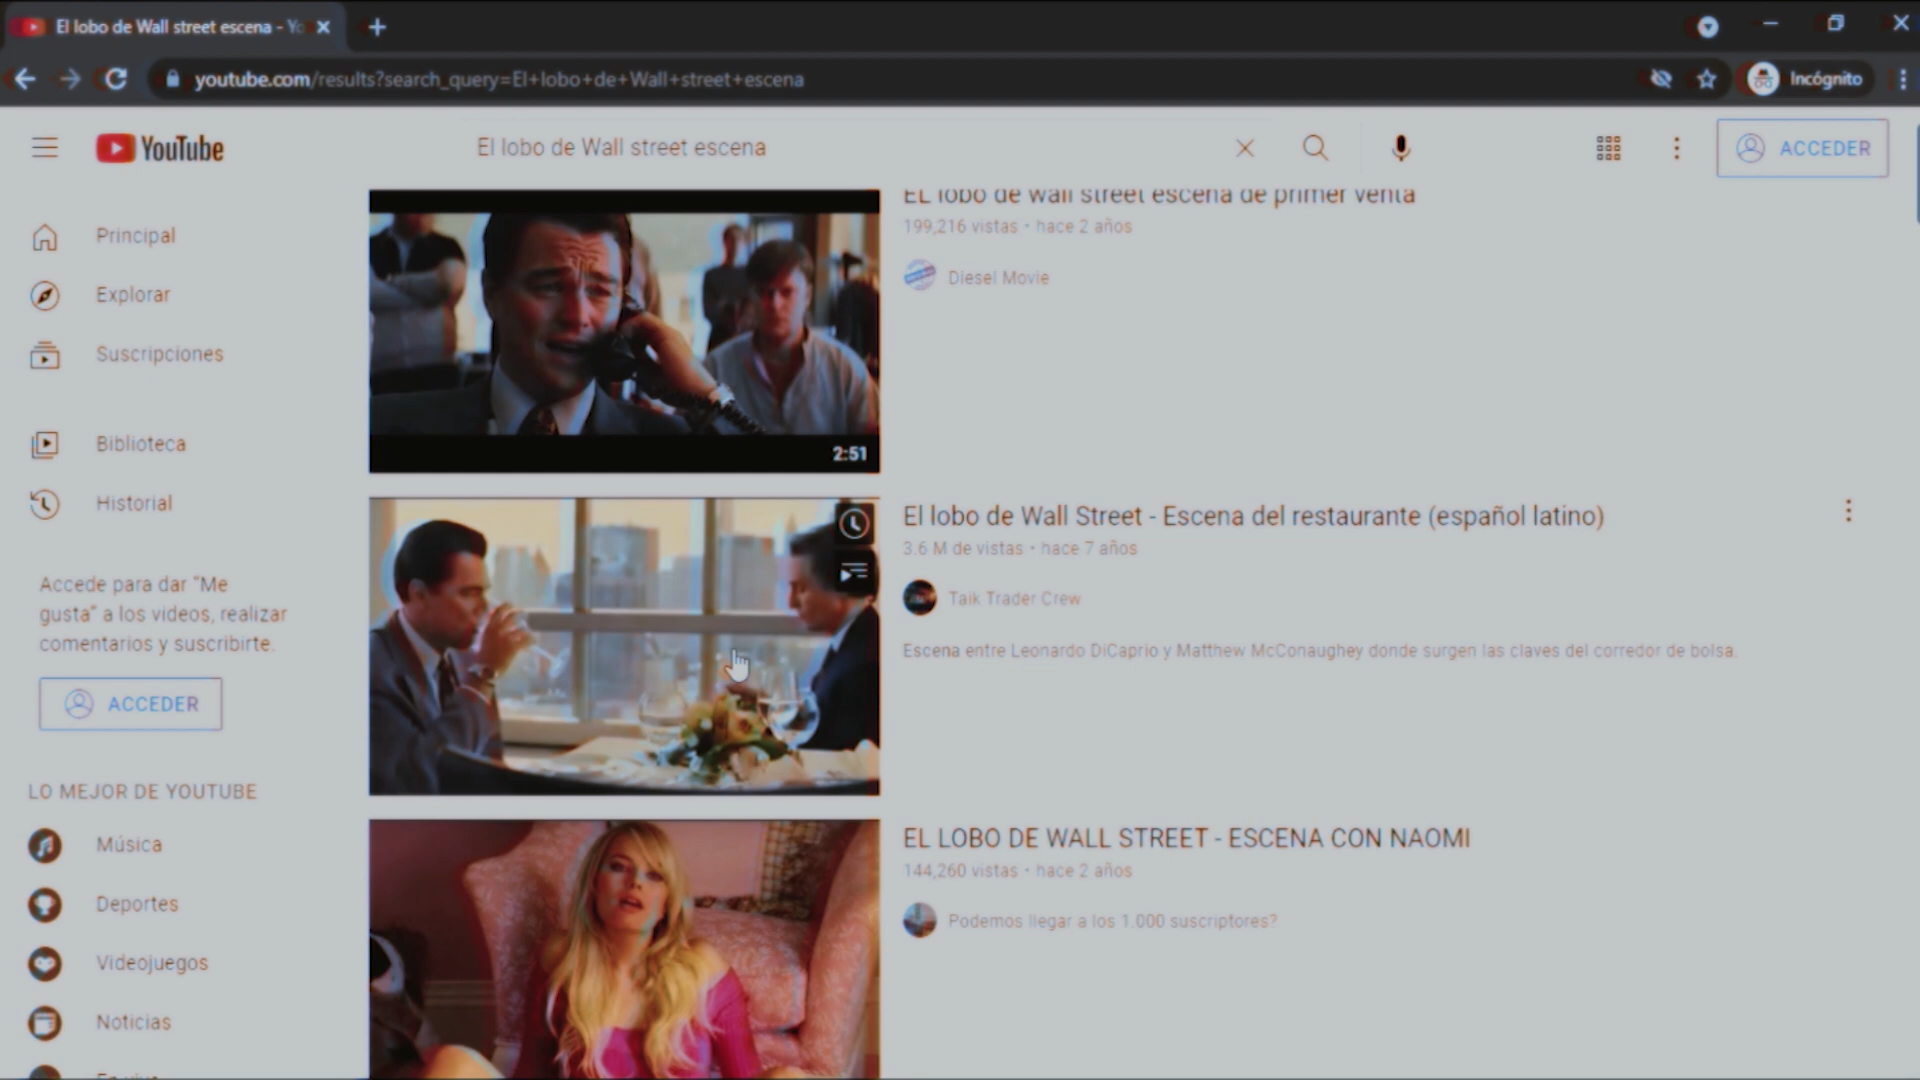 El lobo de Wall street escena - Yo
youtube.com/results?search_query=El+lobo+de+Wall+street+escena
Incógnito
YouTube
El lobo de Wall street escena
ACCEDER
Principal
Explorar
Suscripciones
Biblioteca
Historial
Accede para dar "Me
gusta" a los videos, realizar
comentarios y suscribirte.
ACCEDER
LO MEJOR DE YOUTUBE
Música
Deportes
Videojuegos
Noticias
EL lobo de wall street escena de primer venta
199,216 vistas • hace 2 años
Diesel Movie
2:51
El lobo de Wall Street - Escena del restaurante (español latino)
3.6 M de vistas • hace 7 años
Taik Trader Crew
Escena entre Leonardo DiCaprio y Matthew McConaughey donde surgen las claves del corredor de bolsa.
EL LOBO DE WALL STREET - ESCENA CON NAOMI
144,260 vistas • hace 2 años
Podemos llegar a los 1.000 suscriptores?